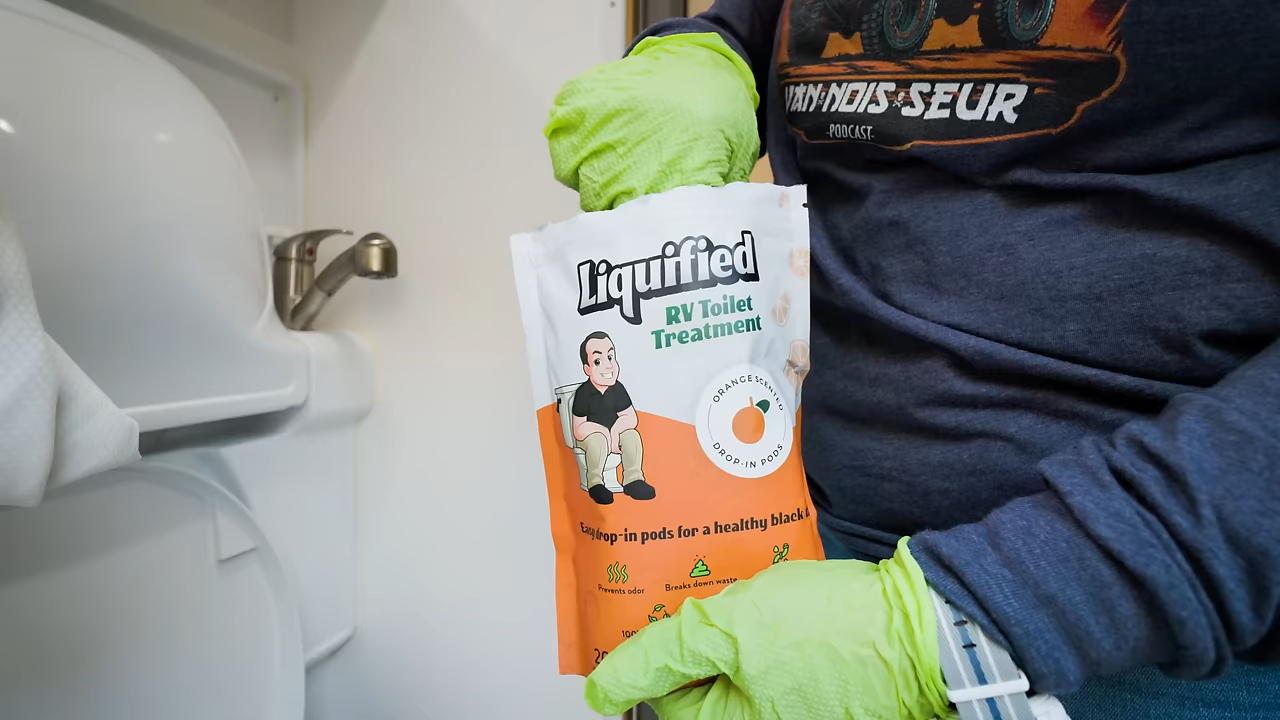 VAN·NOIS·SEUR
-PODCAST-
Liquified
RV Toilet
Treatment
ORANGE SCENTED
DROP-IN PODS
Easy drop-in pods for a healthy black
Prevents odor
Breaks down waste